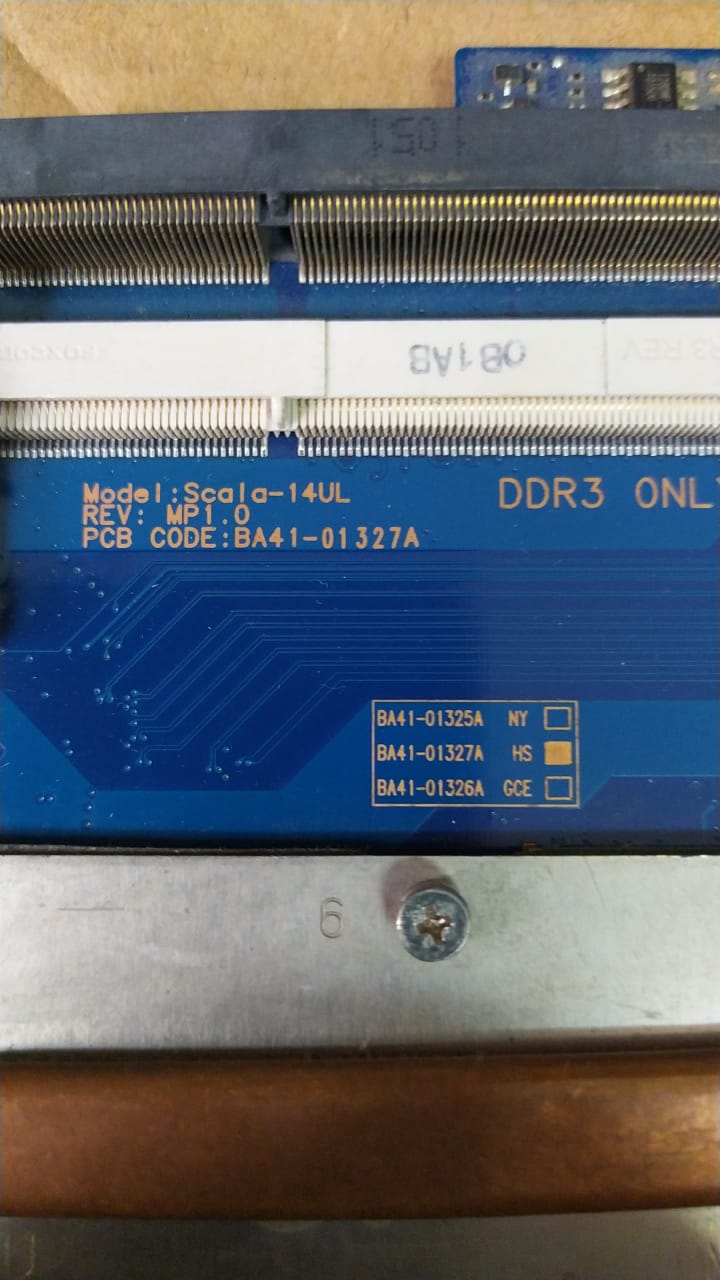 0B1AB
Model:Scala-14UL
REV: MP1.0
PCB CODE:BA41-01327A
DDR3 ONLY
BA41-01325A NY
BA41-01327A HS
BA41-01326A GCE
6